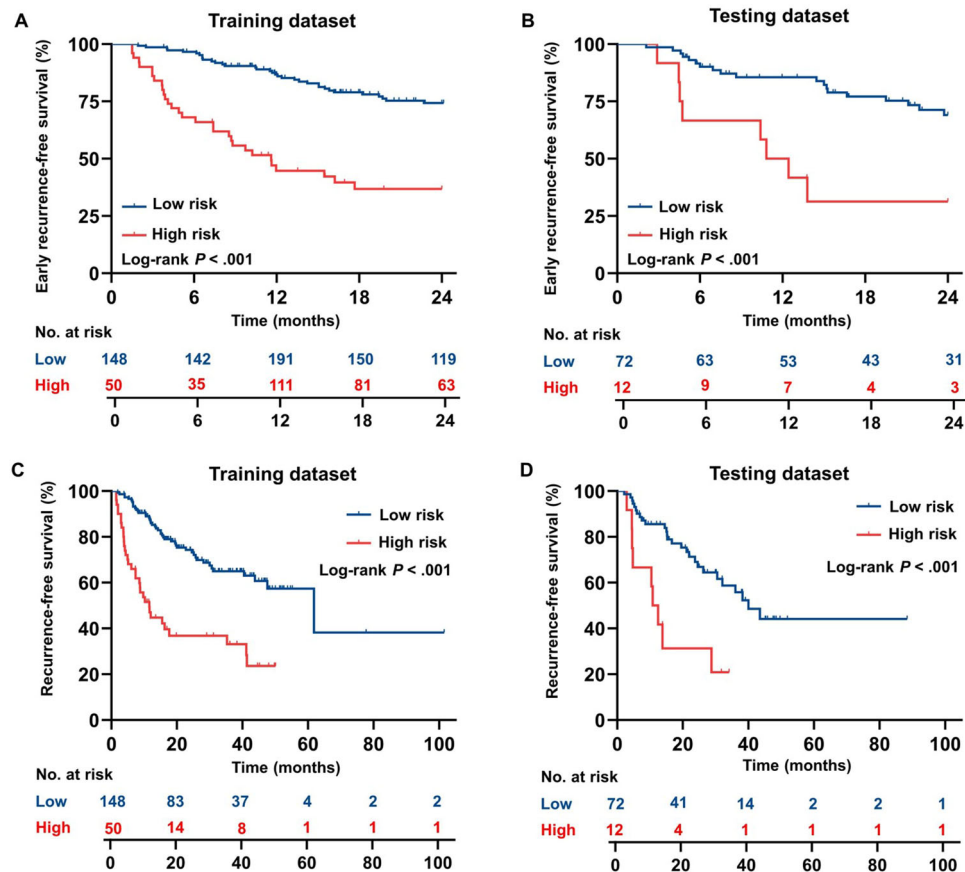 A
Training dataset
Early recurrence-free survival (%)
100
75
50
25
0
Low risk
High risk
Log-rank P < .001
0 6 12 18 24
Time (months)
No. at risk
Low 148 142 191 150 119
High 50 35 111 81 63
0 6 12 18 24
B
Testing dataset
Early recurrence-free survival (%)
100
75
50
25
0
Low risk
High risk
Log-rank P < .001
0 6 12 18 24
Time (months)
No. at risk
Low 72 63 53 43 31
High 12 9 7 4 3
0 6 12 18 24
C
Training dataset
Recurrence-free survival (%)
100
80
60
40
20
0
Low risk
High risk
Log-rank P < .001
0 20 40 60 80 100
Time (months)
No. at risk
Low 148 83 37 4 2 2
High 50 14 8 1 1 1
0 20 40 60 80 100
D
Testing dataset
Recurrence-free survival (%)
100
80
60
40
20
0
Low risk
High risk
Log-rank P < .001
0 20 40 60 80 100
Time (months)
No. at risk
Low 72 41 14 2 2 1
High 12 4 1 1 1 1
0 20 40 60 80 100